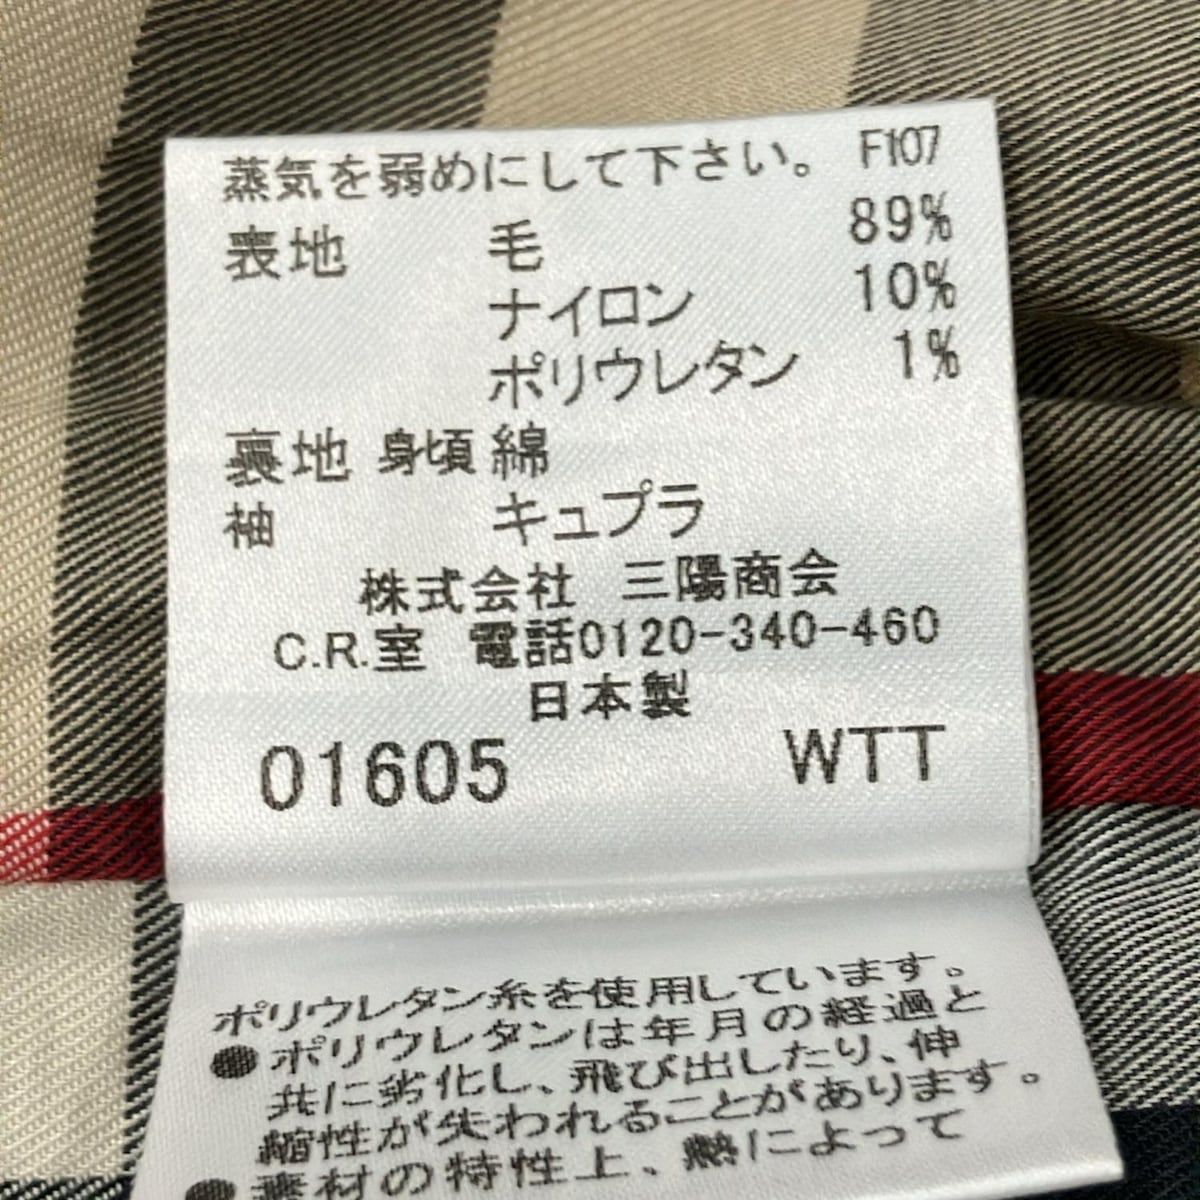 蒸気を弱めにして下さい。 F107
表地 毛 89%
ナイロン 10%
ポリウレタン 1%
裏地 身頃 綿
袖 キュプラ
株式会社 三陽商会
C.R.室 電話0120-340-460
日本製
01605 WTT
ポリウレタン糸を使用しています。
●ポリウレタンは年月の経過と
共に劣化し、飛び出したり、伸
縮性が失われることがあります。
●素材の特性上、熱によって